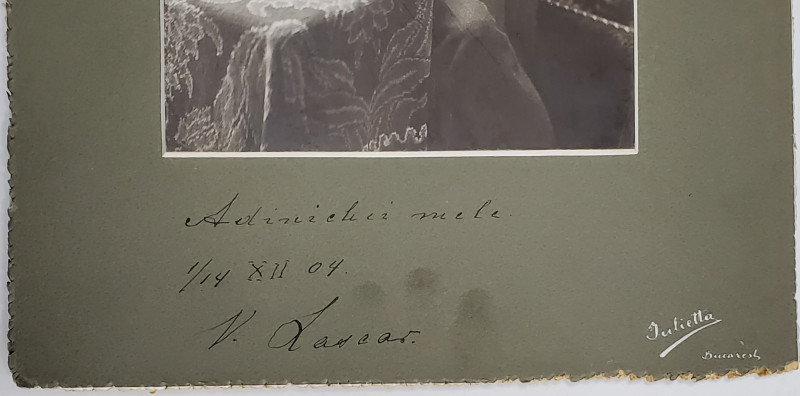 Adinichii mele.
1/14 XII 04.
V. Lascar.
Julietta
Bucarest